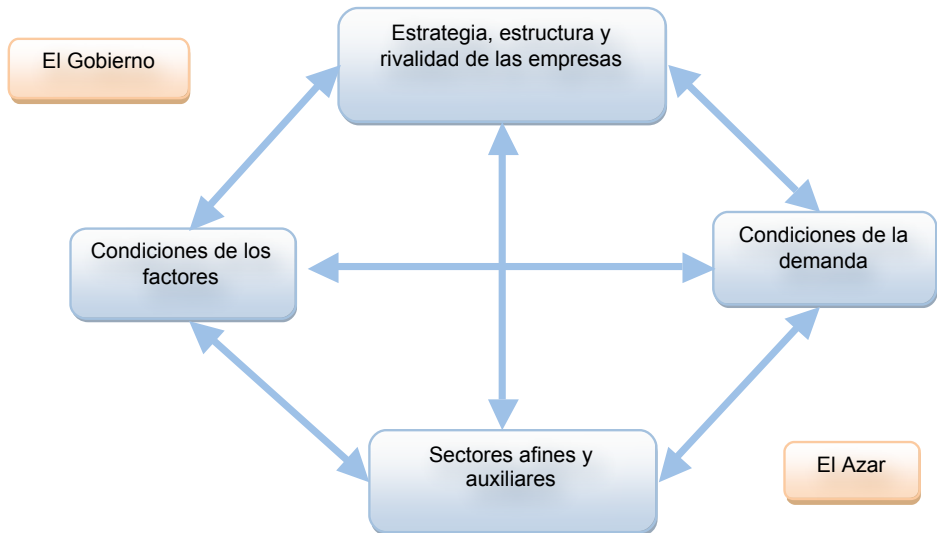 Estrategia, estructura y
rivalidad de las empresas
El Gobierno
Condiciones de los
factores
Condiciones de la
demanda
Sectores afines y
auxiliares
El Azar